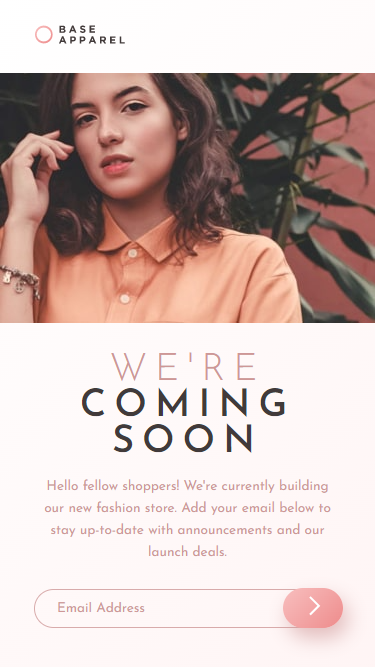 BASE
APPAREL
WE'RE
COMING
SOON
Hello fellow shoppers! We're currently building
our new fashion store. Add your email below to
stay up-to-date with announcements and our
launch deals.
Email Address